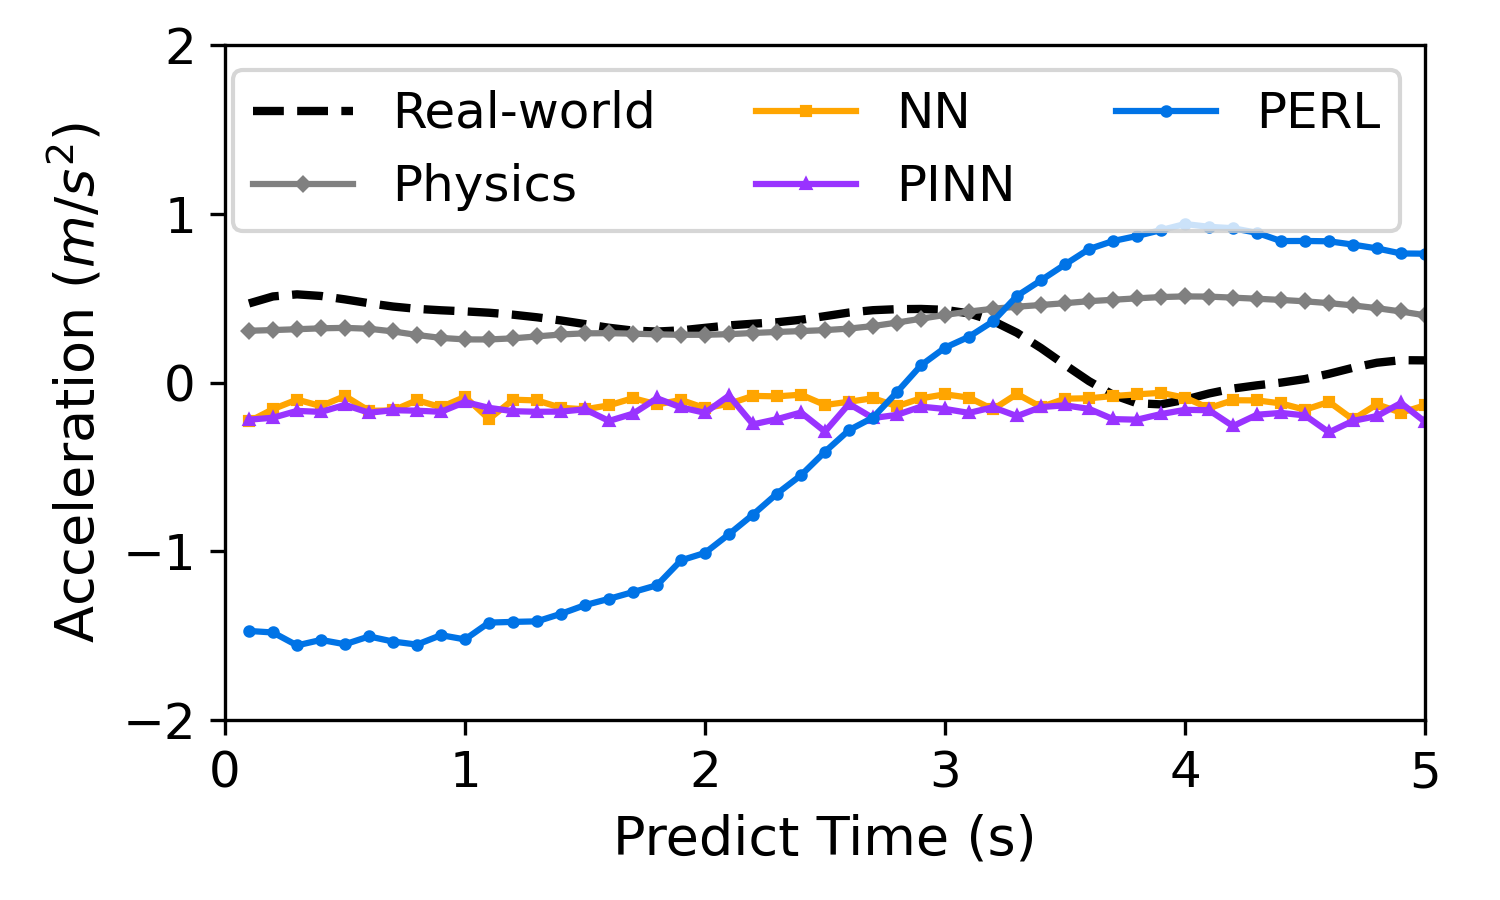 2
1
0
−1
−2
Acceleration (m/s²)
Real-world
Physics
NN
PINN
PERL
0 1 2 3 4 5
Predict Time (s)